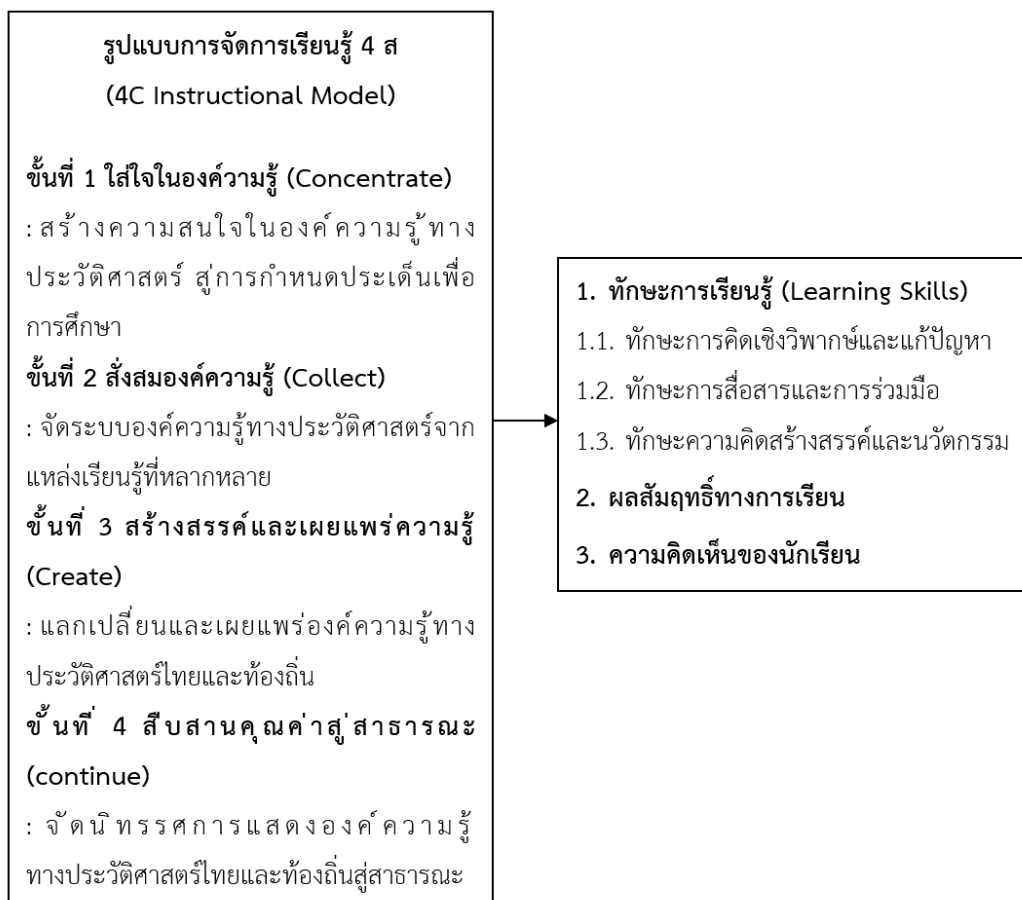 รูปแบบการจัดการเรียนรู้ 4 ส
(4C Instructional Model)
ขั้นที่ 1 ใส่ใจในองค์ความรู้ (Concentrate)
: สร้างความสนใจในองค์ความรู้ทาง
ประวัติศาสตร์ สู่การกำหนดประเด็นเพื่อ
การศึกษา
ขั้นที่ 2 สั่งสมองค์ความรู้ (Collect)
: จัดระบบองค์ความรู้ทางประวัติศาสตร์จาก
แหล่งเรียนรู้ที่หลากหลาย
ขั้นที่ 3 สร้างสรรค์และเผยแพร่ความรู้
(Create)
: แลกเปลี่ยนและเผยแพร่องค์ความรู้ทาง
ประวัติศาสตร์ไทยและท้องถิ่น
ขั้นที่ 4 สืบสานคุณค่าสู่สาธารณะ
(continue)
: จัดนิทรรศการแสดงองค์ความรู้
ทางประวัติศาสตร์ไทยและท้องถิ่นสู่สาธารณะ
1. ทักษะการเรียนรู้ (Learning Skills)
1.1. ทักษะการคิดเชิงวิพากษ์และแก้ปัญหา
1.2. ทักษะการสื่อสารและการร่วมมือ
1.3. ทักษะความคิดสร้างสรรค์และนวัตกรรม
2. ผลสัมฤทธิ์ทางการเรียน
3. ความคิดเห็นของนักเรียน